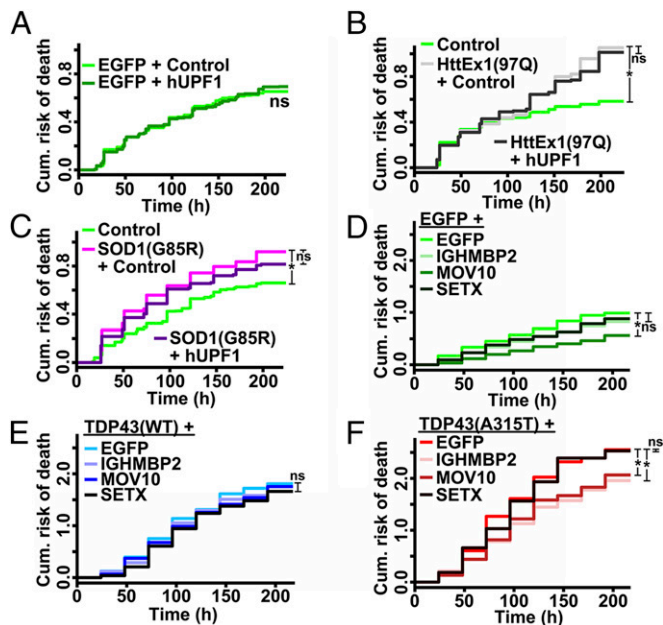 A
EGFP + Control
EGFP + hUPF1
ns
Cum. risk of death
0.0 0.4 0.8
0 50 100 150 200
Time (h)
B
Control
HttEx1(97Q)
+ Control
HttEx1(97Q)
+ hUPF1
ns
*
Cum. risk of death
0.0 0.4 0.8
0 50 100 150 200
Time (h)
C
Control
SOD1(G85R)
+ Control
SOD1(G85R)
+ hUPF1
ns
*
Cum. risk of death
0.0 0.4 0.8
0 50 100 150 200
Time (h)
D
EGFP +
EGFP
IGHMBP2
MOV10
SETX
*
ns
Cum. risk of death
0.0 1.0 2.0
0 50 100 150 200
Time (h)
E
TDP43(WT) +
EGFP
IGHMBP2
MOV10
SETX
ns
Cum. risk of death
0.0 1.0 2.0
0 50 100 150 200
Time (h)
F
TDP43(A315T) +
EGFP
IGHMBP2
MOV10
SETX
ns
*
*
Cum. risk of death
0.0 1.0 2.0
0 50 100 150 200
Time (h)